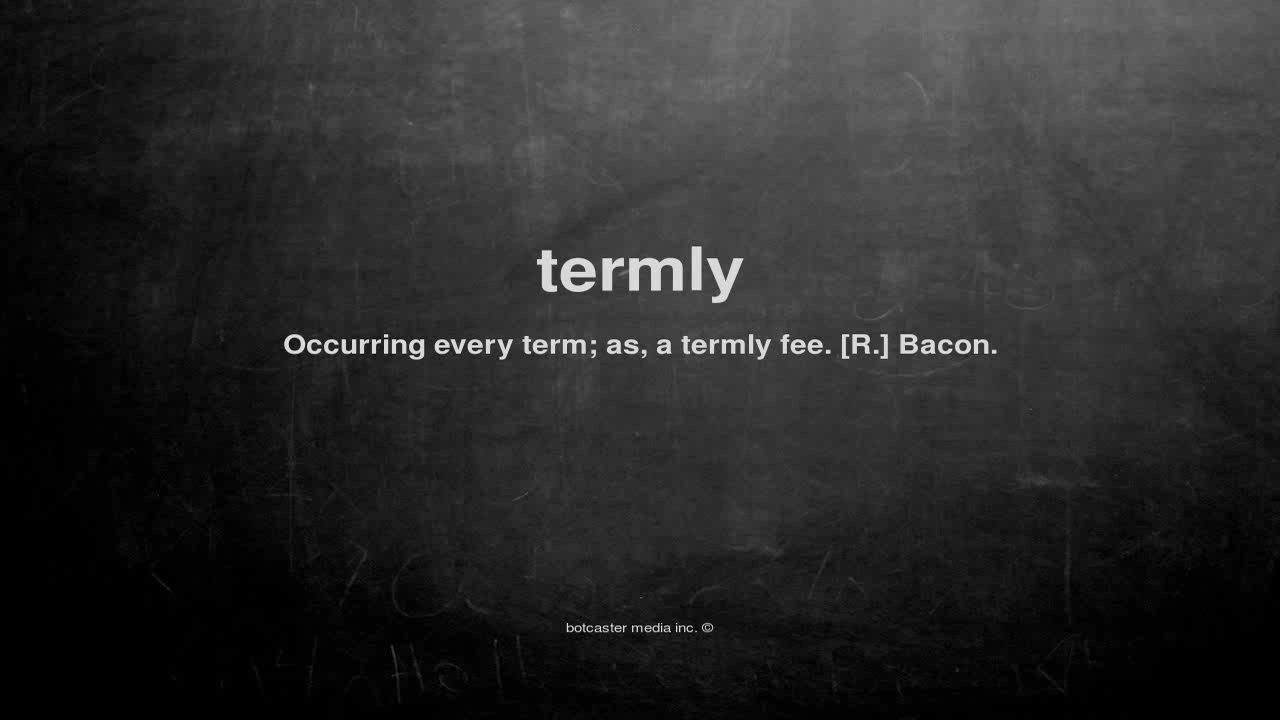 termly
Occurring every term; as, a termly fee. [R.] Bacon.
botcaster media inc. ©